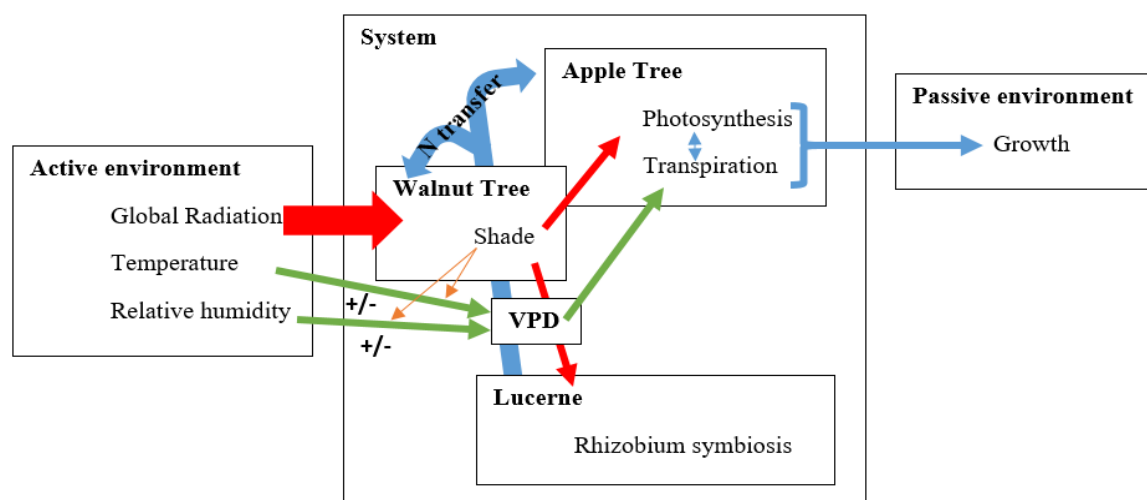 System
Apple Tree
Passive environment
N transfer
Photosynthesis
Growth
Active environment
Transpiration
Walnut Tree
Global Radiation
Shade
Temperature
+/-
Relative humidity
VPD
+/-
Lucerne
Rhizobium symbiosis